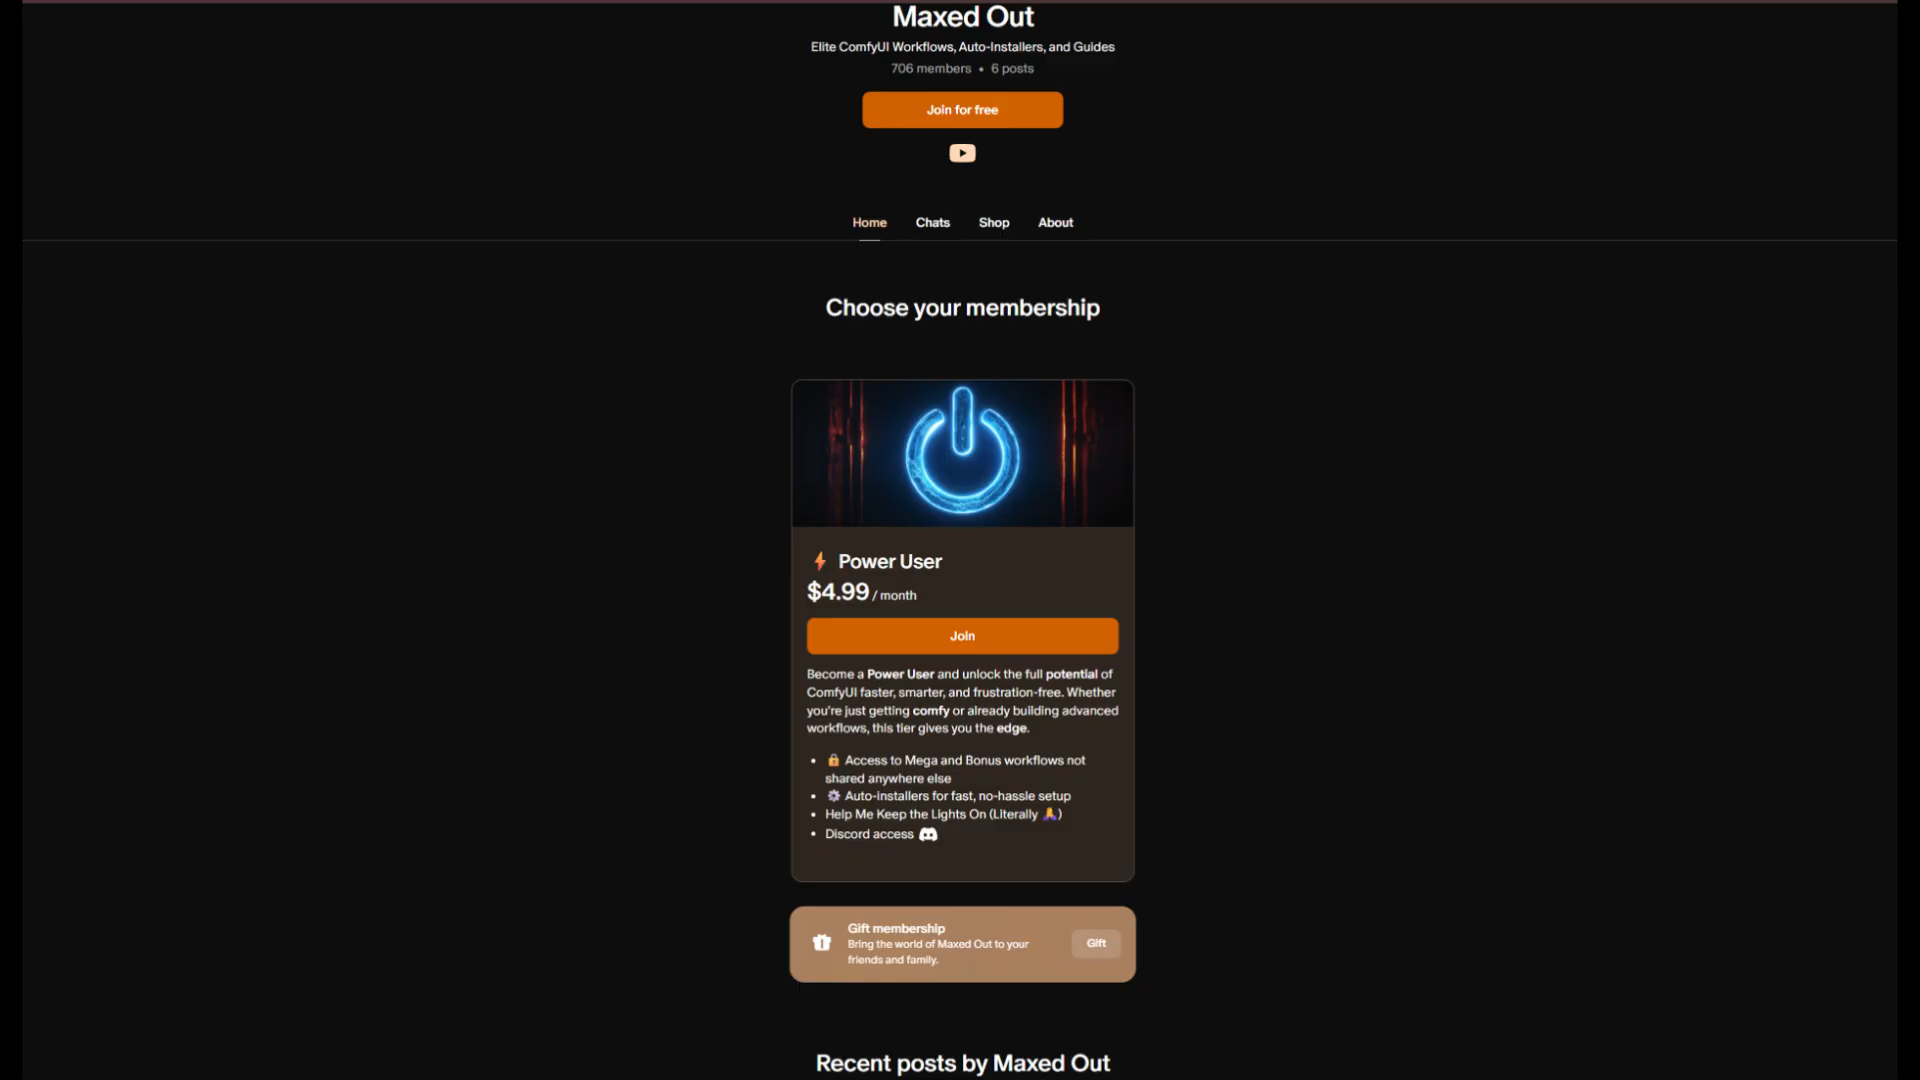 Maxed Out
Elite ComfyUI Workflows, Auto-Installers, and Guides
706 members • 6 posts
Join for free
Home Chats Shop About
Choose your membership
Power User
$4.99 / month
Join
Become a Power User and unlock the full potential of
ComfyUI faster, smarter, and frustration-free. Whether
you're just getting comfy or already building advanced
workflows, this tier gives you the edge.
• 🔒 Access to Mega and Bonus workflows not
shared anywhere else
• ⚙️ Auto-installers for fast, no-hassle setup
• Help Me Keep the Lights On (Literally 🙏)
• Discord access
Gift membership
Bring the world of Maxed Out to your
friends and family.
Gift
Recent posts by Maxed Out